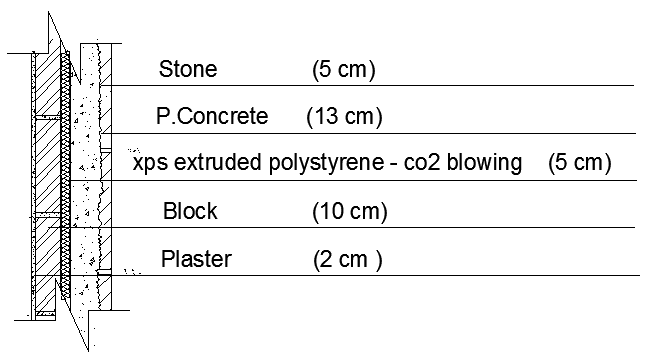 Stone (5 cm)
P.Concrete (13 cm)
xps extruded polystyrene - co2 blowing (5 cm)
Block (10 cm)
Plaster (2 cm )